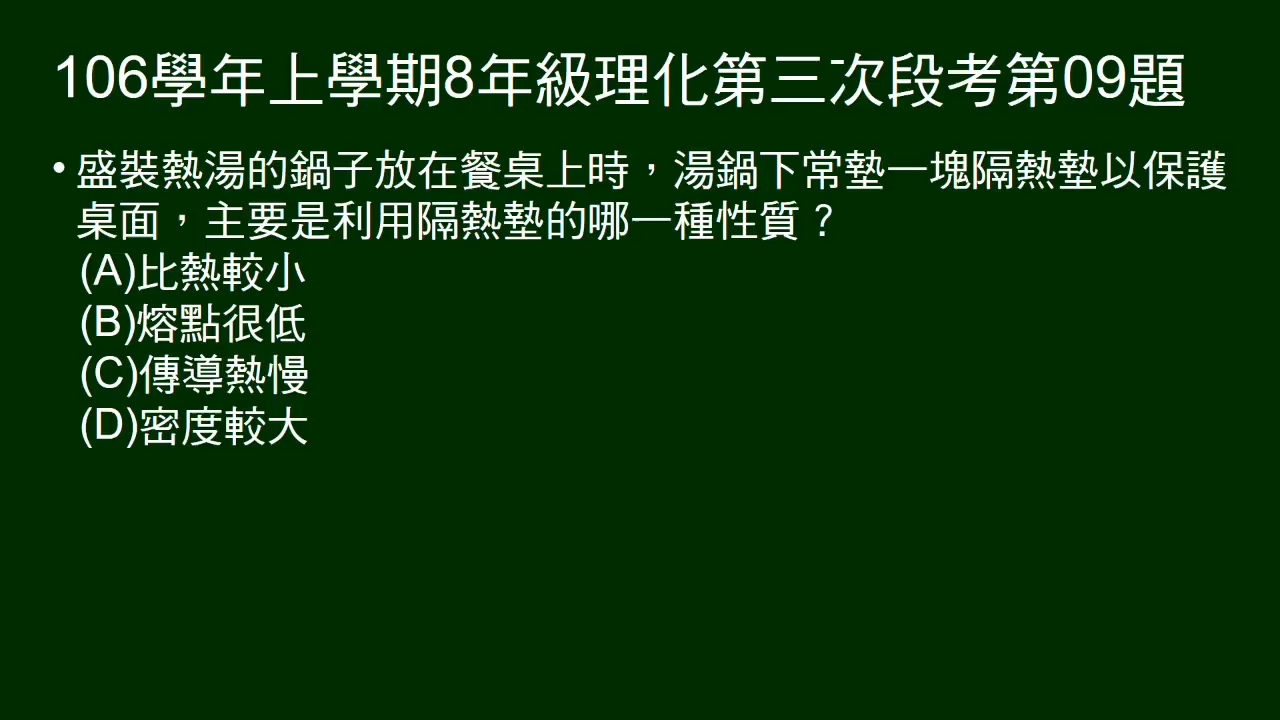 106學年上學期8年級理化第三次段考第09題
• 盛裝熱湯的鍋子放在餐桌上時，湯鍋下常墊一塊隔熱墊以保護
桌面，主要是利用隔熱墊的哪一種性質？
(A)比熱較小
(B)熔點很低
(C)傳導熱慢
(D)密度較大